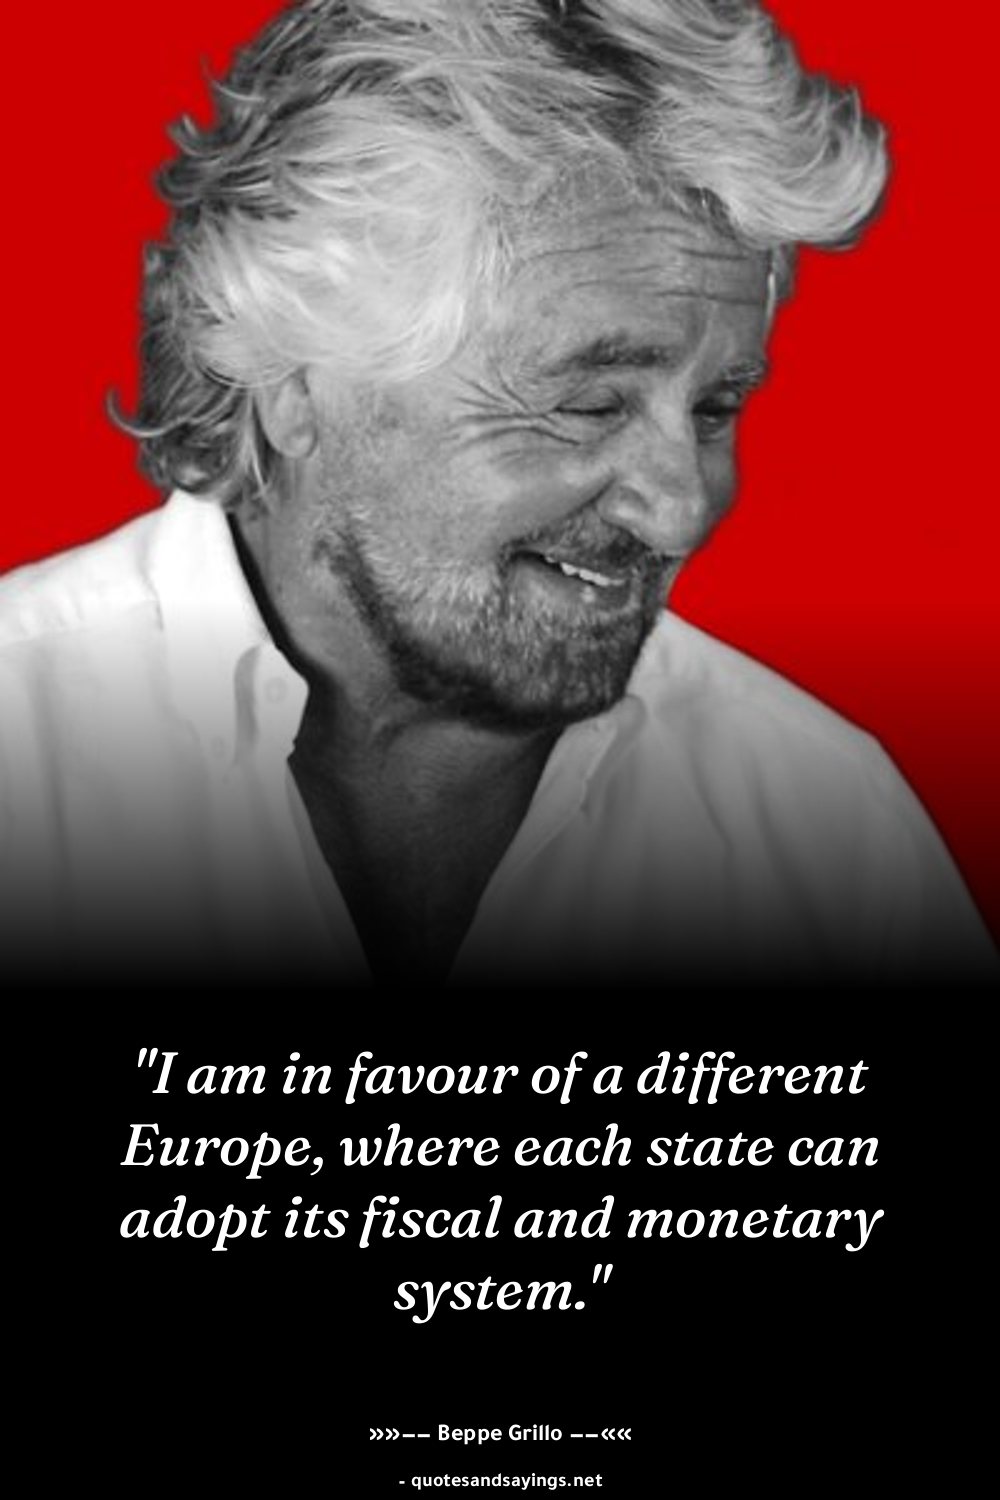 "I am in favour of a different
Europe, where each state can
adopt its fiscal and monetary
system."
»»–– Beppe Grillo ––««
- quotesandsayings.net